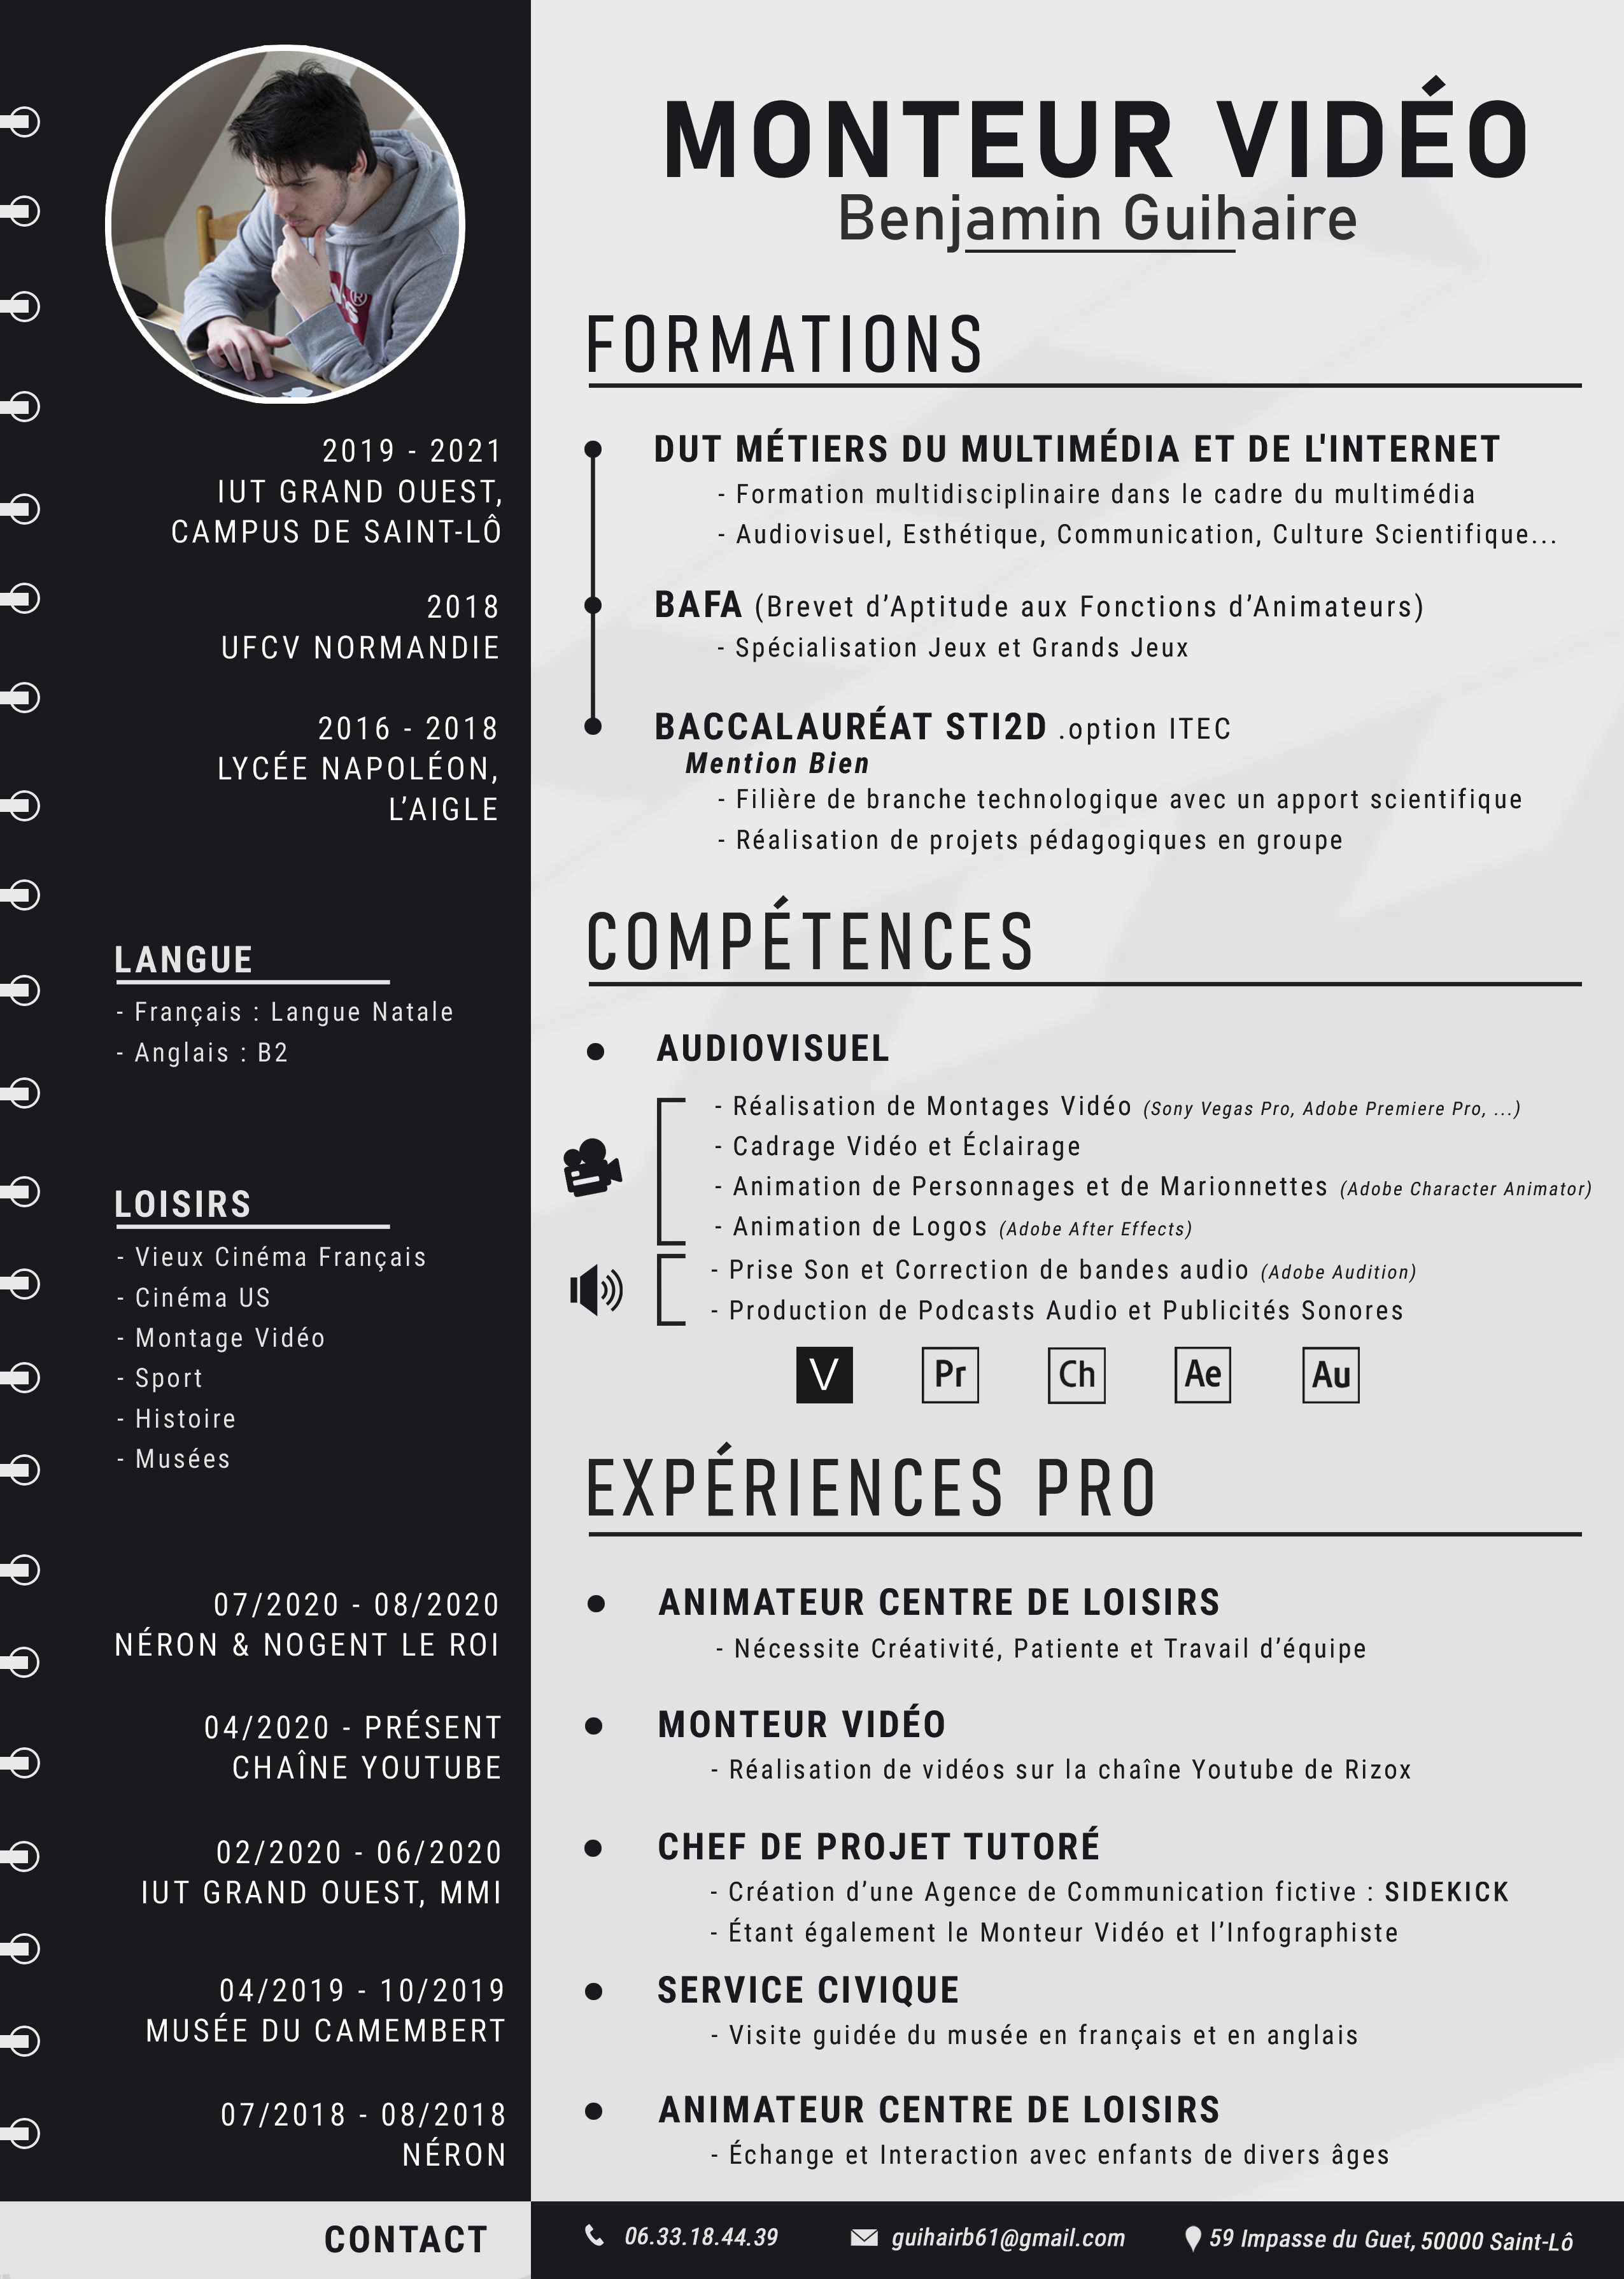 MONTEUR VIDÉO
Benjamin Guihaire
FORMATIONS
2019 - 2021
IUT GRAND OUEST,
CAMPUS DE SAINT-LÔ
DUT MÉTIERS DU MULTIMÉDIA ET DE L'INTERNET
- Formation multidisciplinaire dans le cadre du multimédia
- Audiovisuel, Esthétique, Communication, Culture Scientifique...
2018
UFCV NORMANDIE
BAFA (Brevet d’Aptitude aux Fonctions d’Animateurs)
- Spécialisation Jeux et Grands Jeux
2016 - 2018
LYCÉE NAPOLÉON,
L’AIGLE
BACCALAURÉAT STI2D .option ITEC
Mention Bien
- Filière de branche technologique avec un apport scientifique
- Réalisation de projets pédagogiques en groupe
LANGUE
- Français : Langue Natale
- Anglais : B2
LOISIRS
- Vieux Cinéma Français
- Cinéma US
- Montage Vidéo
- Sport
- Histoire
- Musées
COMPÉTENCES
AUDIOVISUEL
- Réalisation de Montages Vidéo (Sony Vegas Pro, Adobe Premiere Pro, ...)
- Cadrage Vidéo et Éclairage
- Animation de Personnages et de Marionnettes (Adobe Character Animator)
- Animation de Logos (Adobe After Effects)
- Prise Son et Correction de bandes audio (Adobe Audition)
- Production de Podcasts Audio et Publicités Sonores
V Pr Ch Ae Au
EXPÉRIENCES PRO
07/2020 - 08/2020
NÉRON & NOGENT LE ROI
ANIMATEUR CENTRE DE LOISIRS
- Nécessite Créativité, Patiente et Travail d’équipe
04/2020 - PRÉSENT
CHAÎNE YOUTUBE
MONTEUR VIDÉO
- Réalisation de vidéos sur la chaîne Youtube de Rizox
02/2020 - 06/2020
IUT GRAND OUEST, MMI
CHEF DE PROJET TUTORÉ
- Création d’une Agence de Communication fictive : SIDEKICK
- Étant également le Monteur Vidéo et l’Infographiste
04/2019 - 10/2019
MUSÉE DU CAMEMBERT
SERVICE CIVIQUE
- Visite guidée du musée en français et en anglais
07/2018 - 08/2018
NÉRON
ANIMATEUR CENTRE DE LOISIRS
- Échange et Interaction avec enfants de divers âges
CONTACT
06.33.18.44.39
guihairb61@gmail.com
59 Impasse du Guet, 50000 Saint-Lô